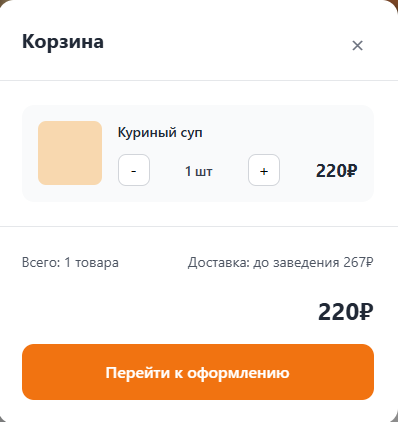 Корзина
×
Куриный суп
- 1 шт + 220₽
Всего: 1 товара Доставка: до заведения 267₽
220₽
Перейти к оформлению